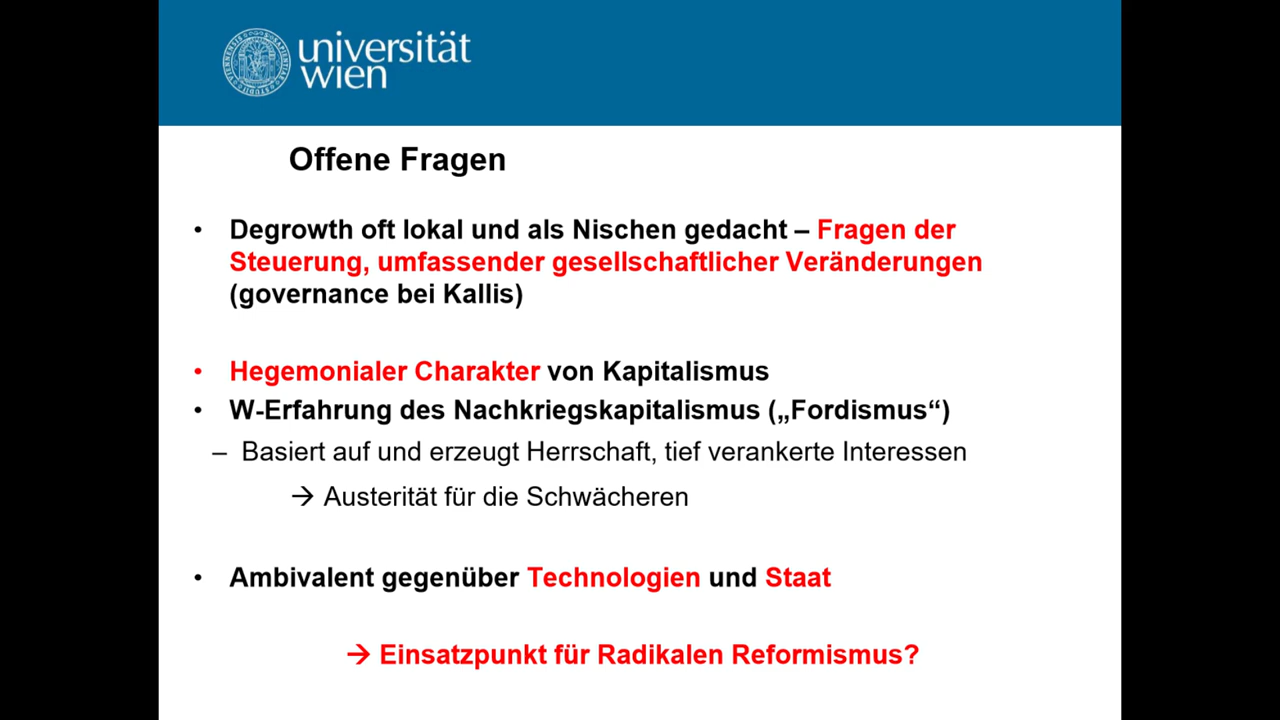 universität
wien
Offene Fragen
• Degrowth oft lokal und als Nischen gedacht – Fragen der
Steuerung, umfassender gesellschaftlicher Veränderungen
(governance bei Kallis)
• Hegemonialer Charakter von Kapitalismus
• W-Erfahrung des Nachkriegskapitalismus („Fordismus“)
– Basiert auf und erzeugt Herrschaft, tief verankerte Interessen
→ Austerität für die Schwächeren
• Ambivalent gegenüber Technologien und Staat
→ Einsatzpunkt für Radikalen Reformismus?